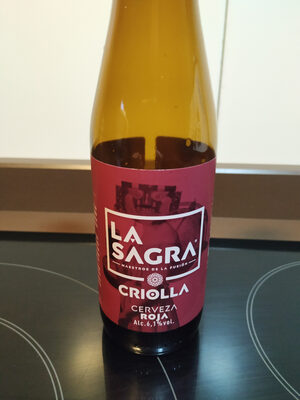 LA
SAGRA
MAESTROS DE LA FUSIÓN
CRIOLLA
CERVEZA
ROJA
Alc.6,1%vol.